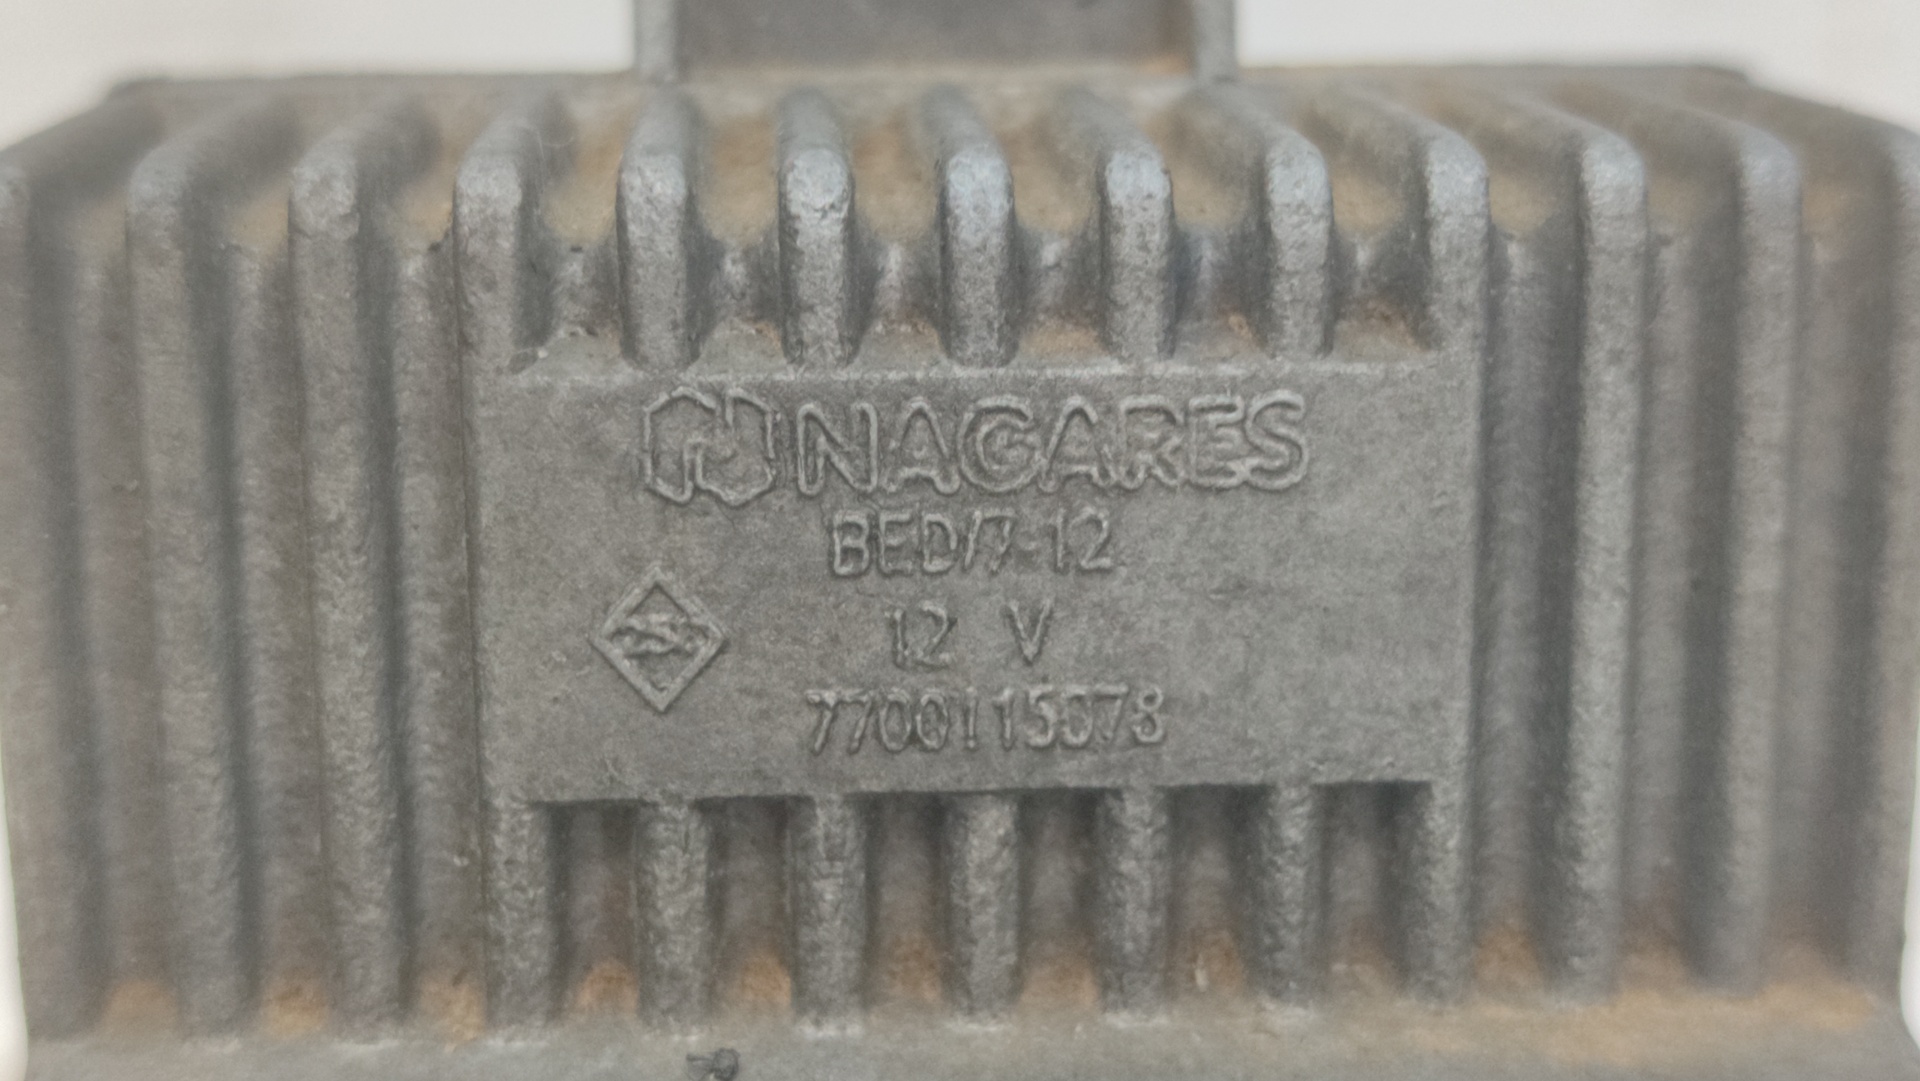 NAGARES
BED/7-12
12 V
7700115078